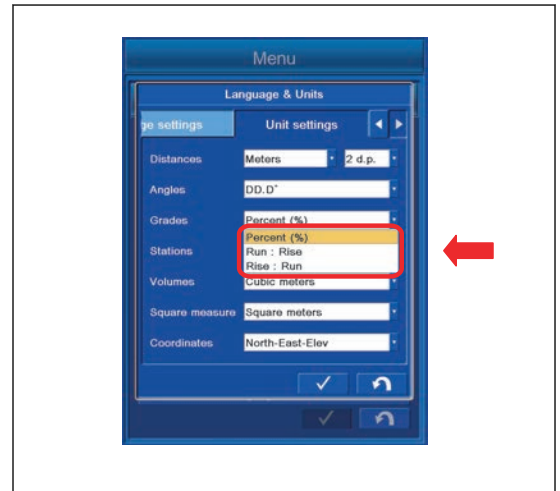 Menu
Language & Units
ge settings Unit settings
Distances Meters 2 d.p.
Angles DD.D°
Grades Percent (%)
Percent (%)
Stations Run : Rise
Rise : Run
Volumes Cubic meters
Square measure Square meters
Coordinates North-East-Elev